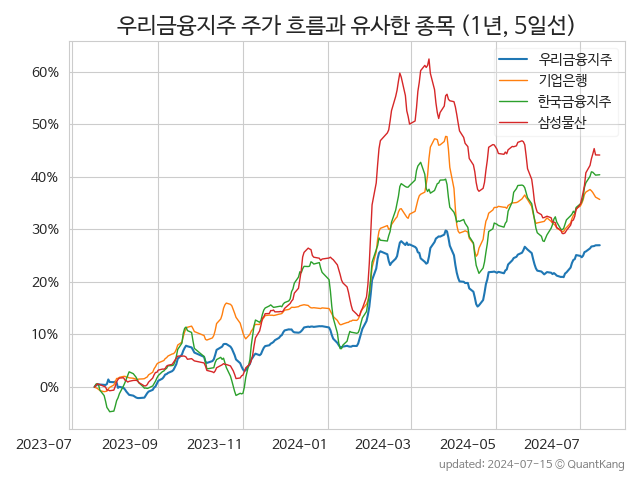 우리금융지주 주가 흐름과 유사한 종목 (1년, 5일선)
우리금융지주
기업은행
한국금융지주
삼성물산
60%
50%
40%
30%
20%
10%
0%
2023-07 2023-09 2023-11 2024-01 2024-03 2024-05 2024-07
updated: 2024-07-15 © QuantKang